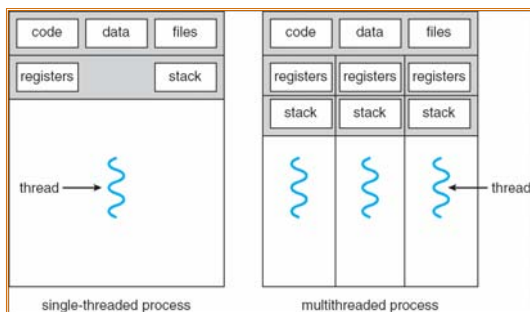 code data files code data files
registers stack registers registers registers
stack stack stack
thread thread
single-threaded process multithreaded process